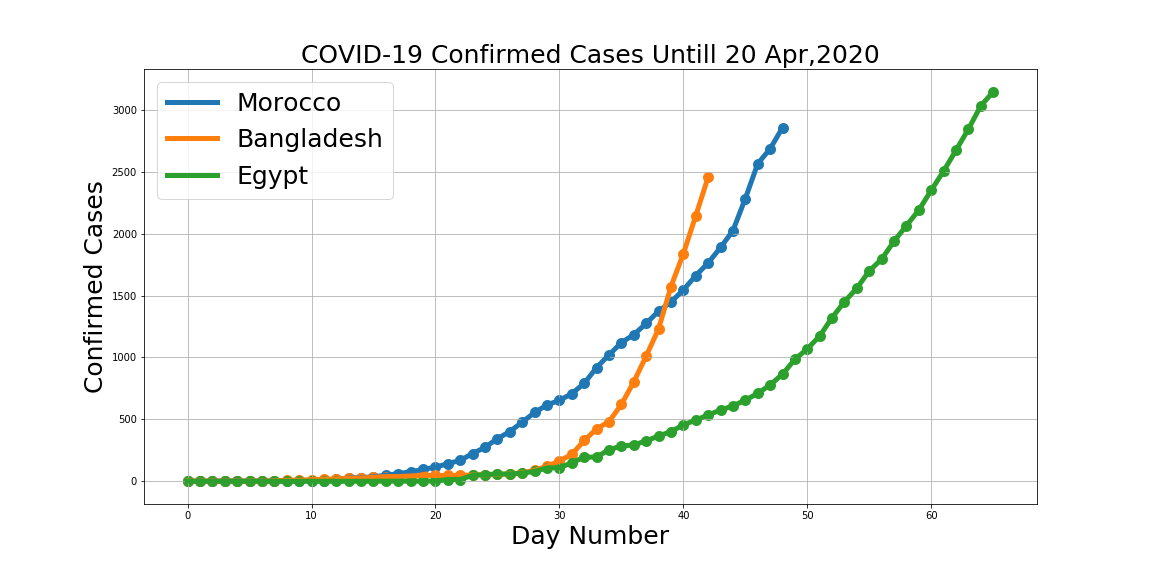 COVID-19 Confirmed Cases Untill 20 Apr,2020
Morocco
Bangladesh
Egypt
Confirmed Cases
3000
2500
2000
1500
1000
500
0
0 10 20 30 40 50 60
Day Number